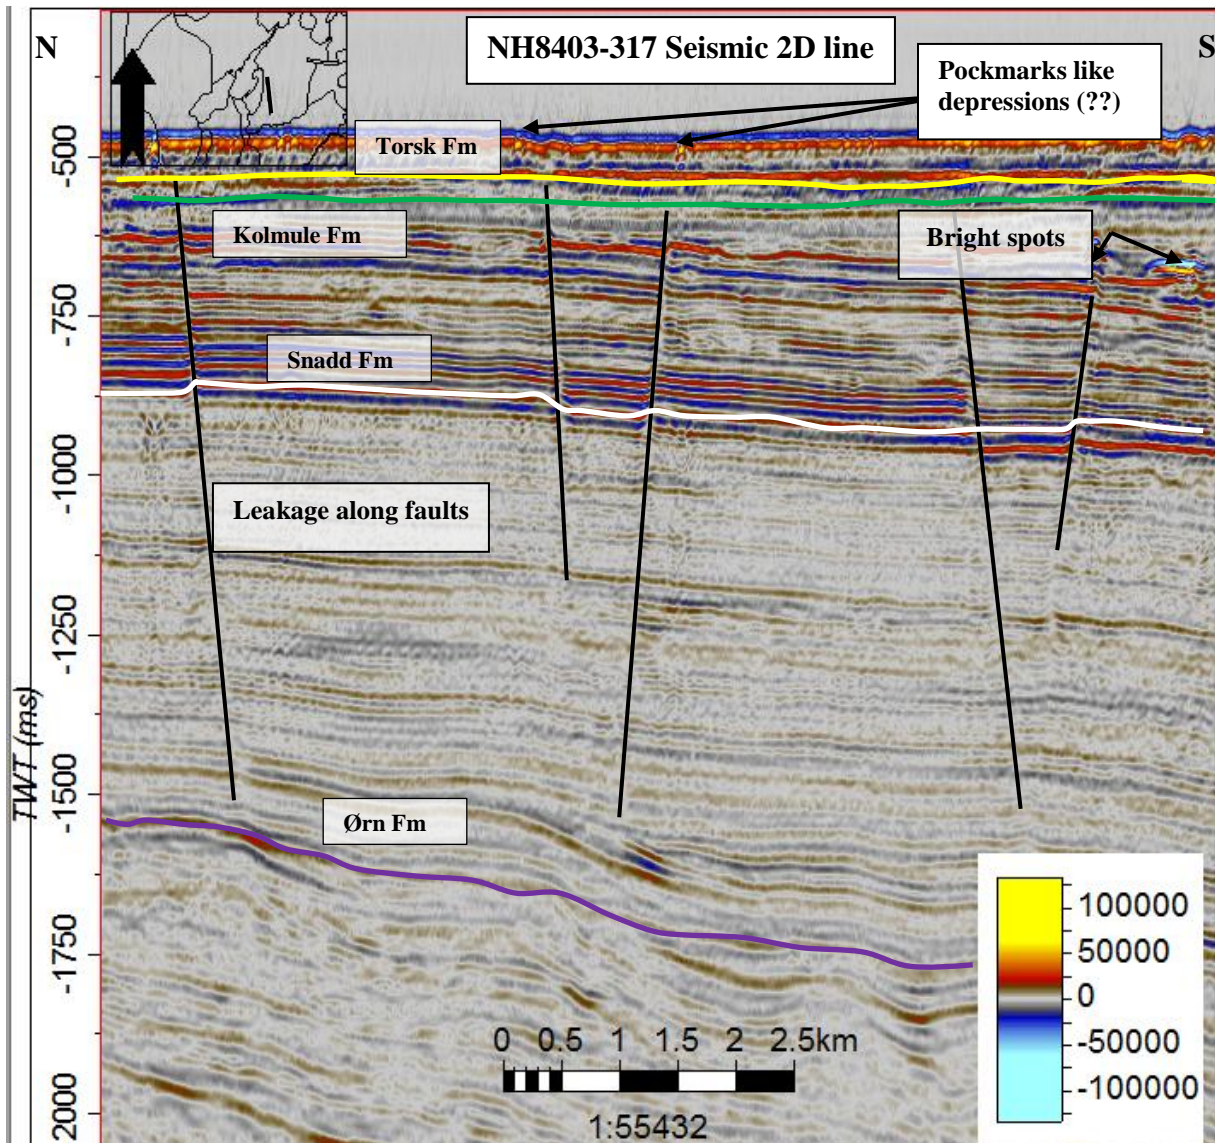 N
NH8403-317 Seismic 2D line
S
Pockmarks like
depressions (??)
Torsk Fm
Kolmule Fm
Bright spots
Snadd Fm
Leakage along faults
Ørn Fm
TWT (ms)
-500
-750
-1000
-1250
-1500
-1750
-2000
0 0.5 1 1.5 2 2.5km
1:55432
100000
50000
0
-50000
-100000